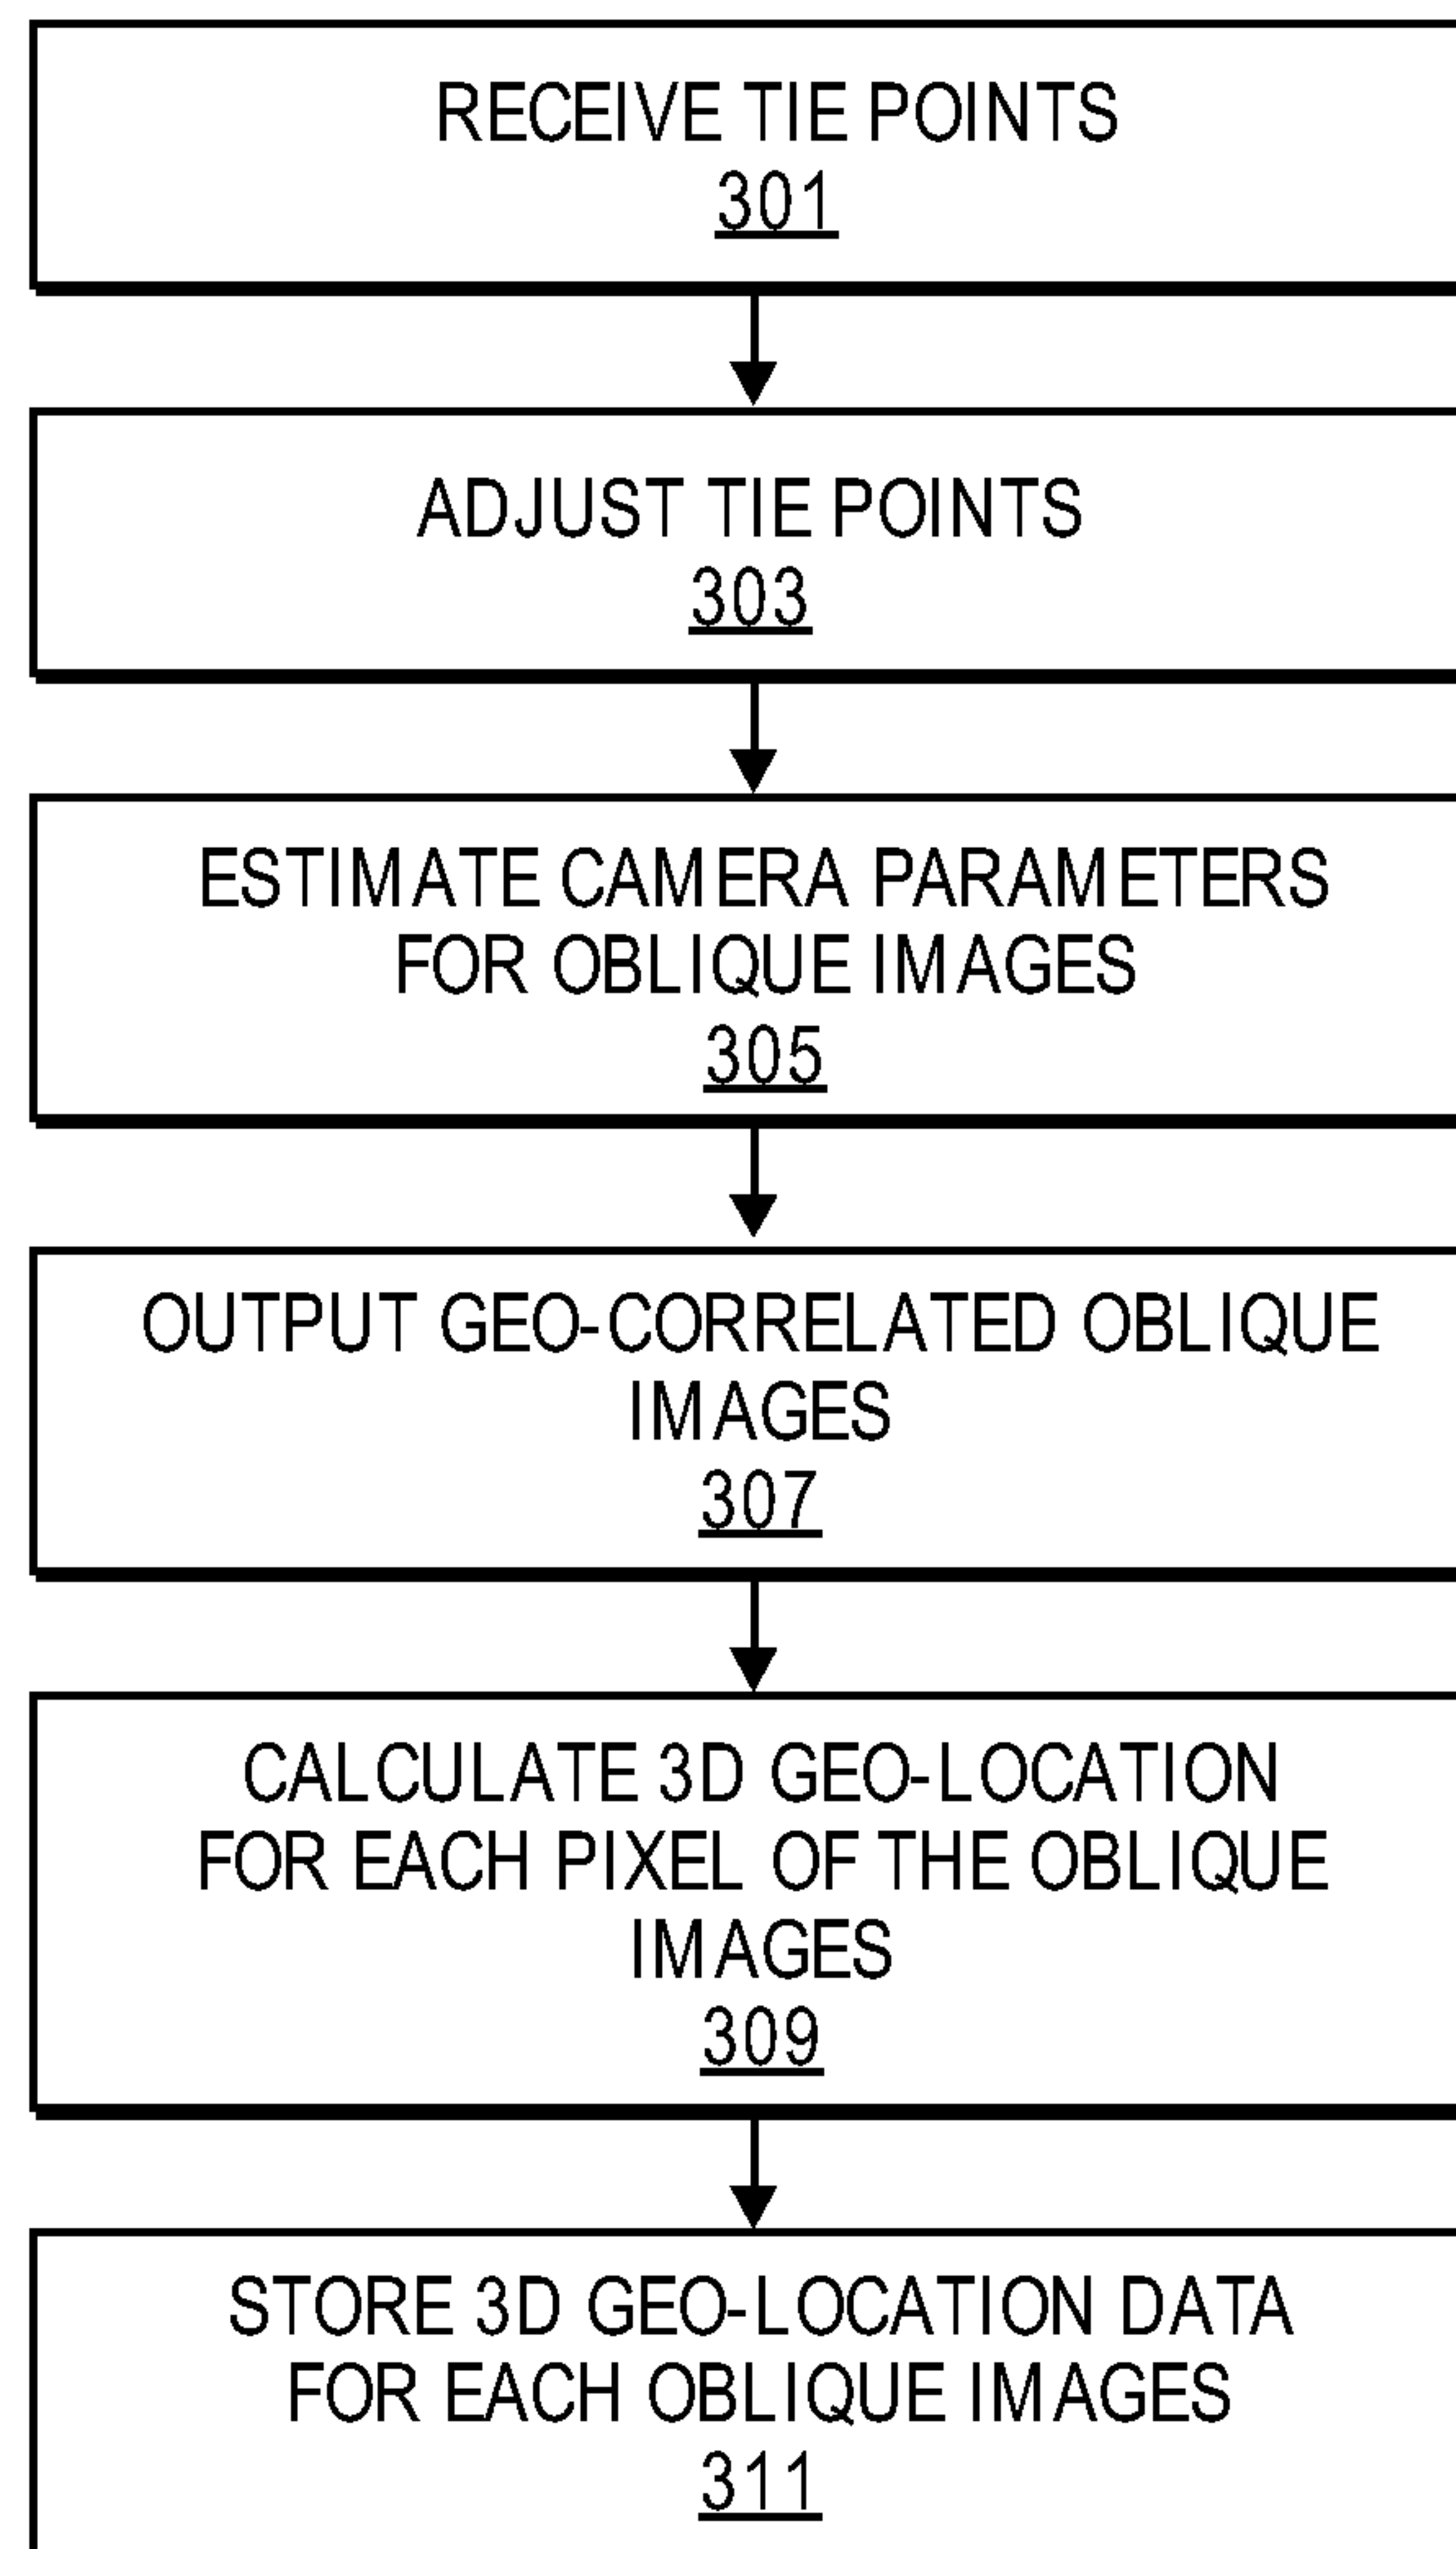 RECEIVE TIE POINTS
301
ADJUST TIE POINTS
303
ESTIMATE CAMERA PARAMETERS
FOR OBLIQUE IMAGES
305
OUTPUT GEO-CORRELATED OBLIQUE
IMAGES
307
CALCULATE 3D GEO-LOCATION
FOR EACH PIXEL OF THE OBLIQUE
IMAGES
309
STORE 3D GEO-LOCATION DATA
FOR EACH OBLIQUE IMAGES
311